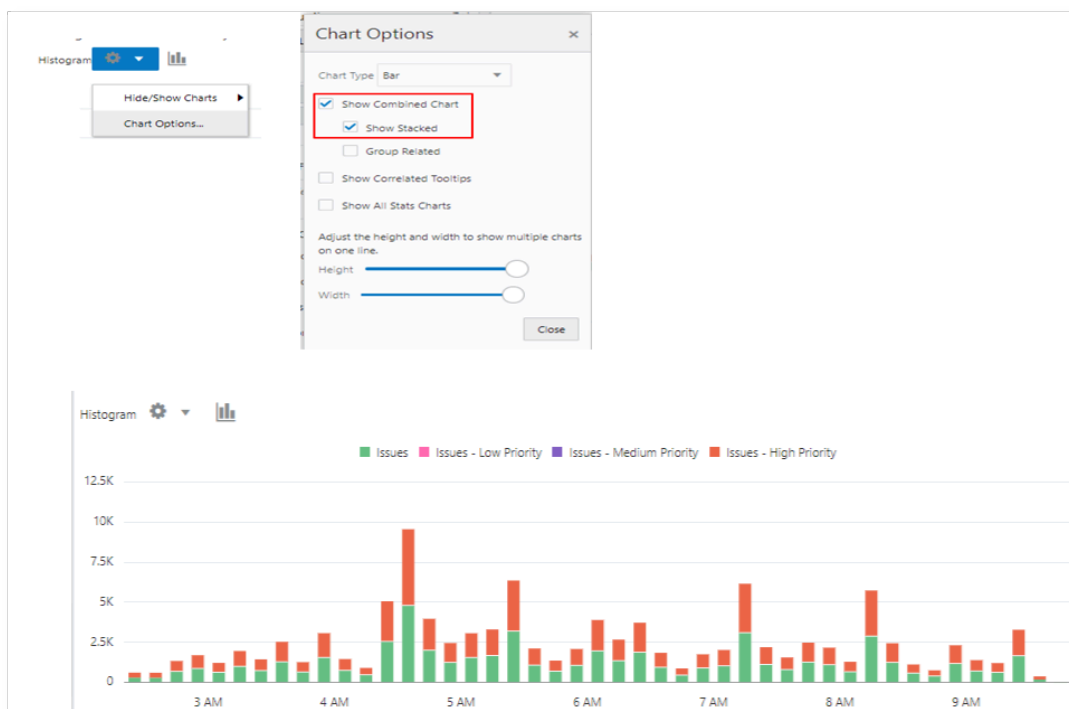 Histogram
Hide/Show Charts
Chart Options...
Chart Options
×
Chart Type Bar
Show Combined Chart
Show Stacked
Group Related
Show Correlated Tooltips
Show All Stats Charts
Adjust the height and width to show multiple charts
on one line.
Height
Width
Close
Histogram
Issues Issues - Low Priority Issues - Medium Priority Issues - High Priority
12.5K
10K
7.5K
5K
2.5K
0
3 AM 4 AM 5 AM 6 AM 7 AM 8 AM 9 AM